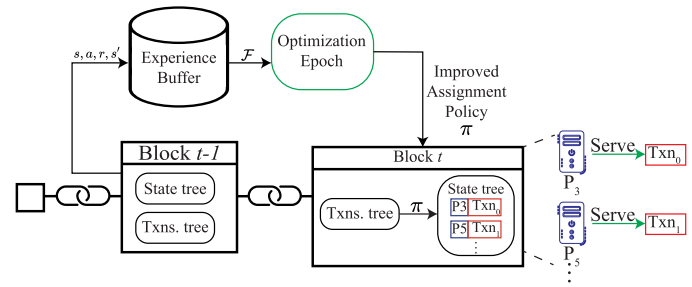 s, a, r, s′
Experience
Buffer
ℱ
Optimization
Epoch
Improved
Assignment
Policy
π
Block t-1
State tree
Txns. tree
Block t
Txns. tree
π
State tree
P3 Txn₀
P5 Txn₁
⋮
P₃
Serve
Txn₀
P₅
Serve
Txn₁
⋮